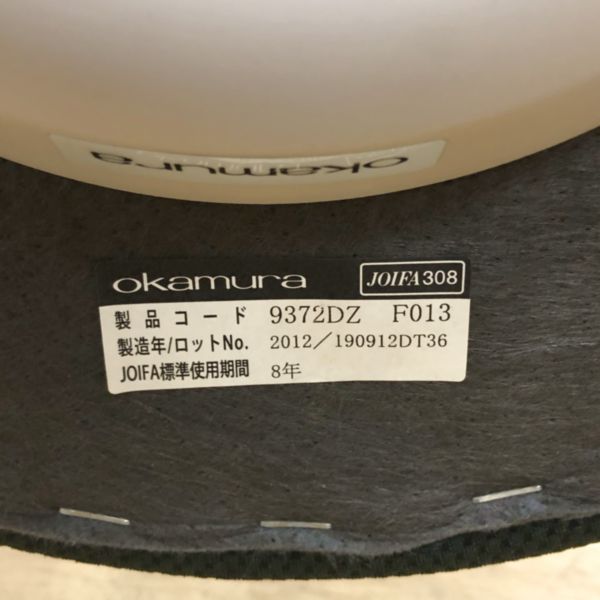 okamura
okamura JOIFA308
製品コード 9372DZ F013
製造年/ロットNo. 2012/190912DT36
JOIFA標準使用期間 8年